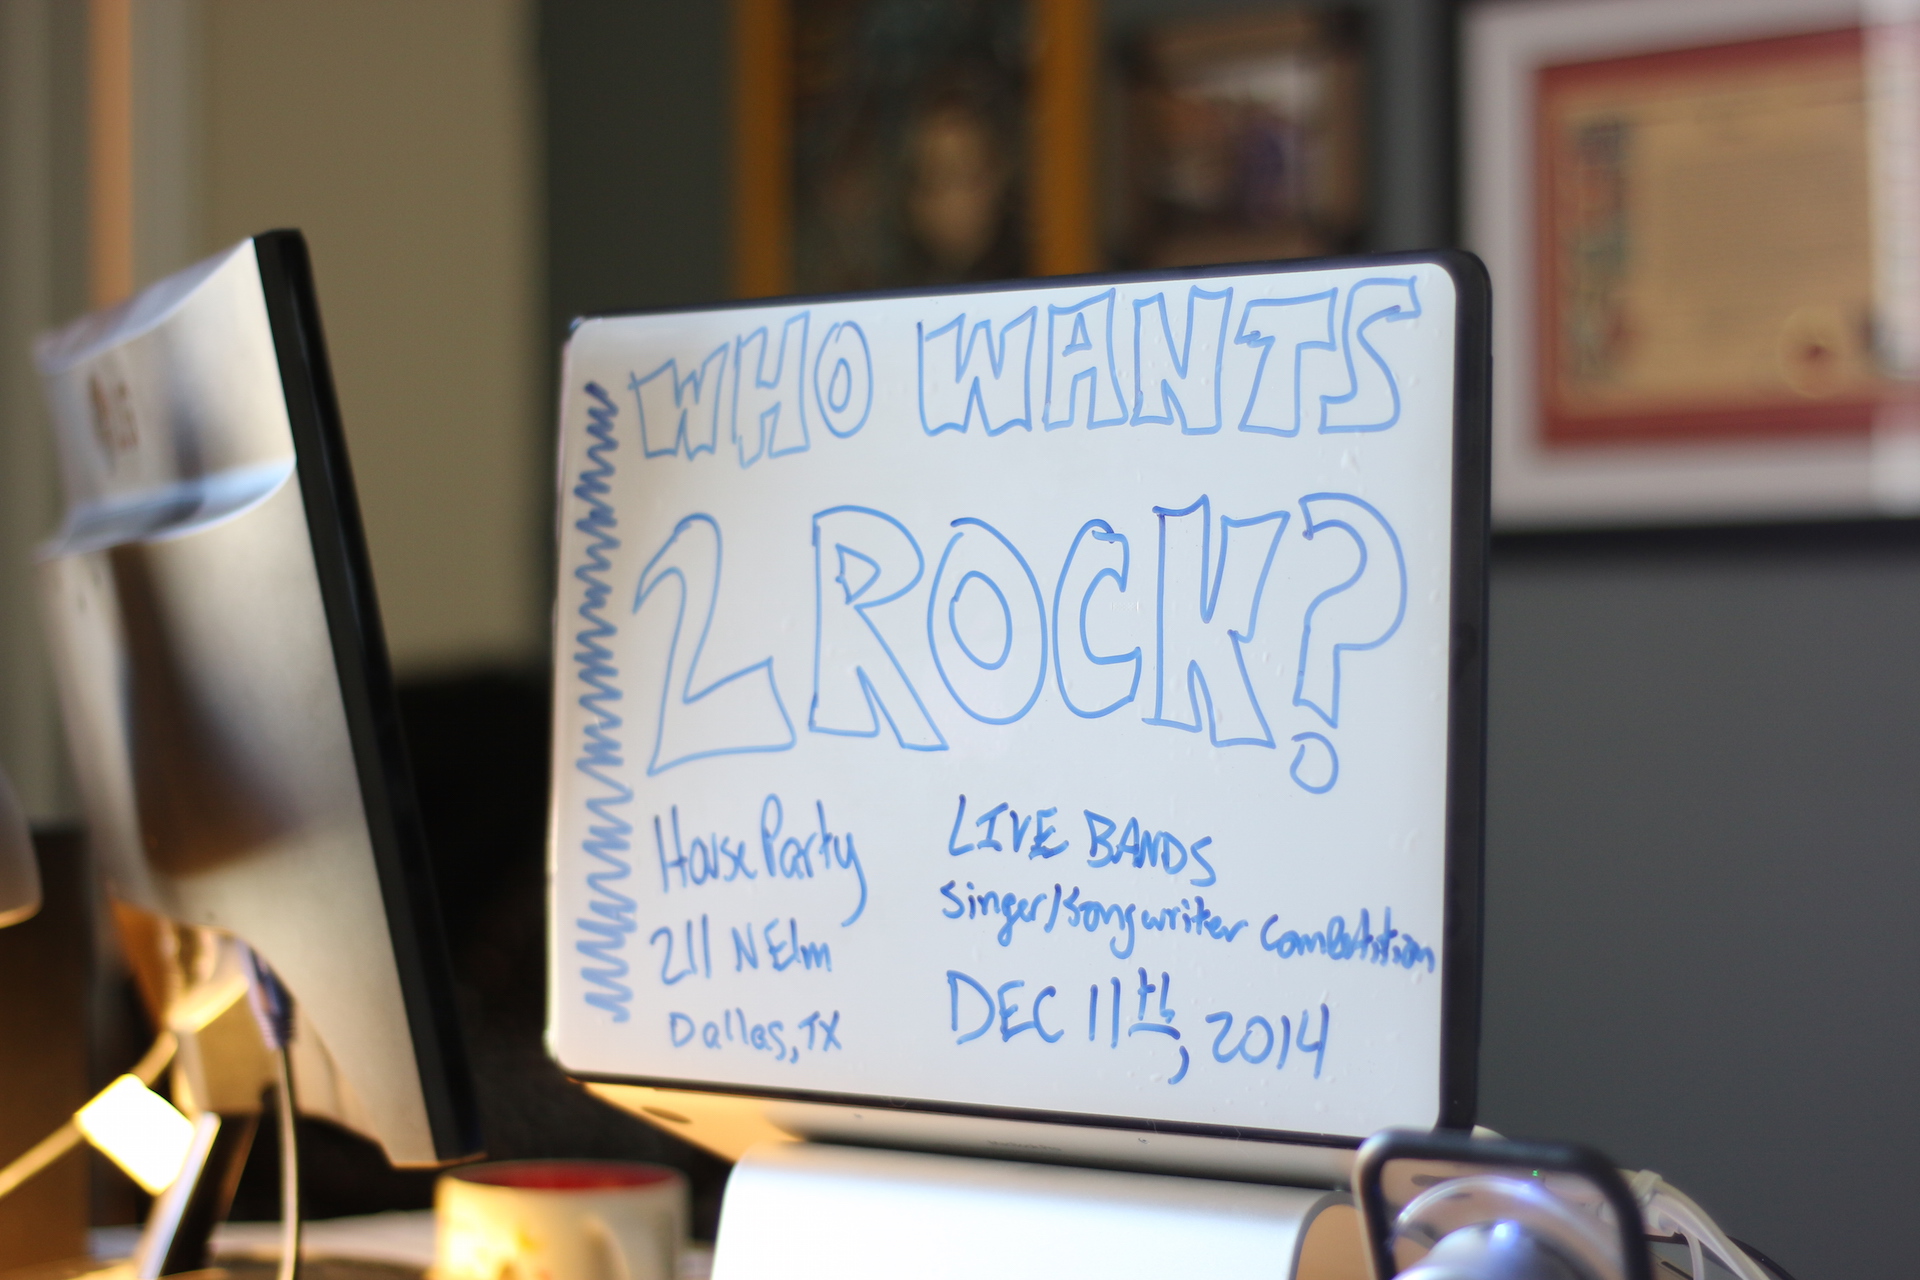 WHO WANTS
2 ROCK?
House Party
211 N Elm
Dallas, TX
LIVE BANDS
Singer/Songwriter Competition
DEC 11th, 2014